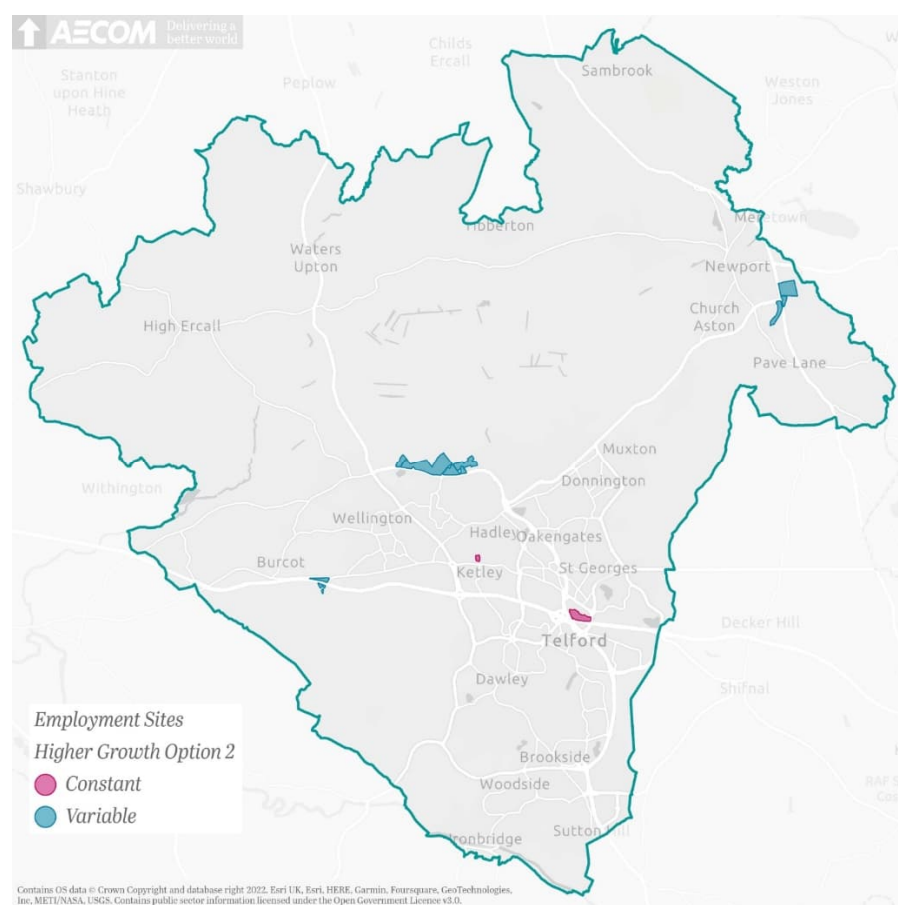 AECOM
Delivering a
better world
Childs
Ercall
Sambrook
Stanton
upon Hine
Heath
Peplow
Weston
Jones
Shawbury
Tibberton
Meretown
Waters
Upton
Newport
High Ercall
Church
Aston
Pave Lane
Muxton
Donnington
Withington
Wellington
Hadley
Oakengates
Burcot
Ketley
St Georges
Telford
Decker Hill
Dawley
Shifnal
Brookside
Woodside
RAF
Cos
Ironbridge
Sutton Hill
Employment Sites
Higher Growth Option 2
Constant
Variable
Contains OS data © Crown Copyright and database right 2022. Esri UK, Esri, HERE, Garmin, Foursquare, GeoTechnologies,
Inc, METI/NASA, USGS. Contains public sector information licensed under the Open Government Licence v3.0.